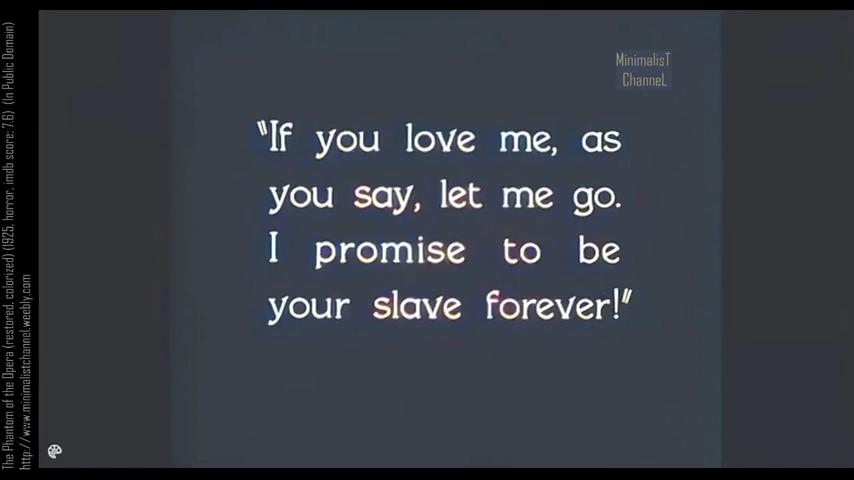 The Phantom of the Opera (restored, colorized) (1925, horror, imdb score: 7.6) (In Public Domain)
http://www.minimalistchannel.weebly.com
MinimalisT
ChanneL
"If you love me, as
you say, let me go.
I promise to be
your slave forever!"